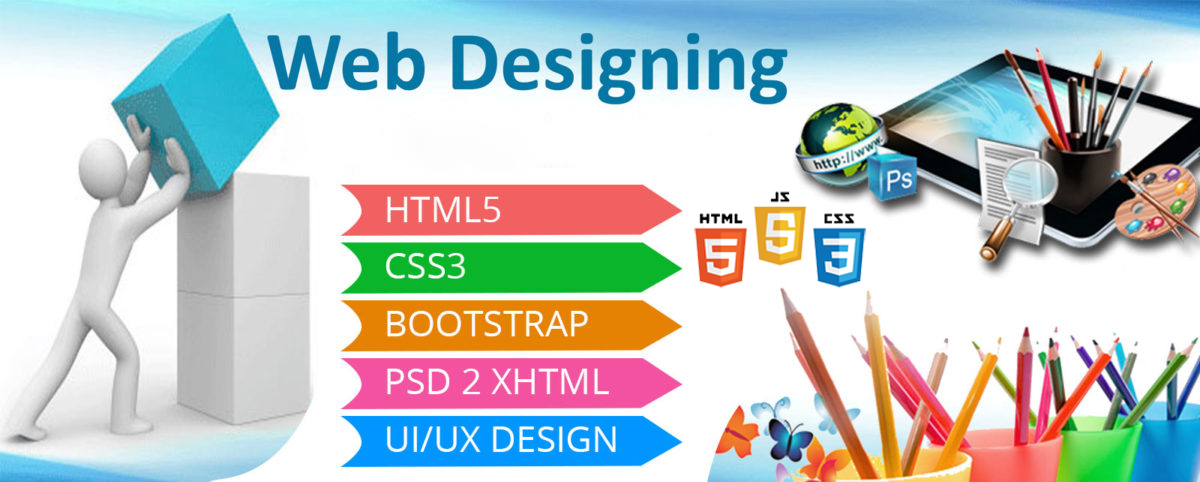 Web Designing
HTML5
CSS3
BOOTSTRAP
PSD 2 XHTML
UI/UX DESIGN
HTML
5
JS
5
CSS
3
http://www.
Ps